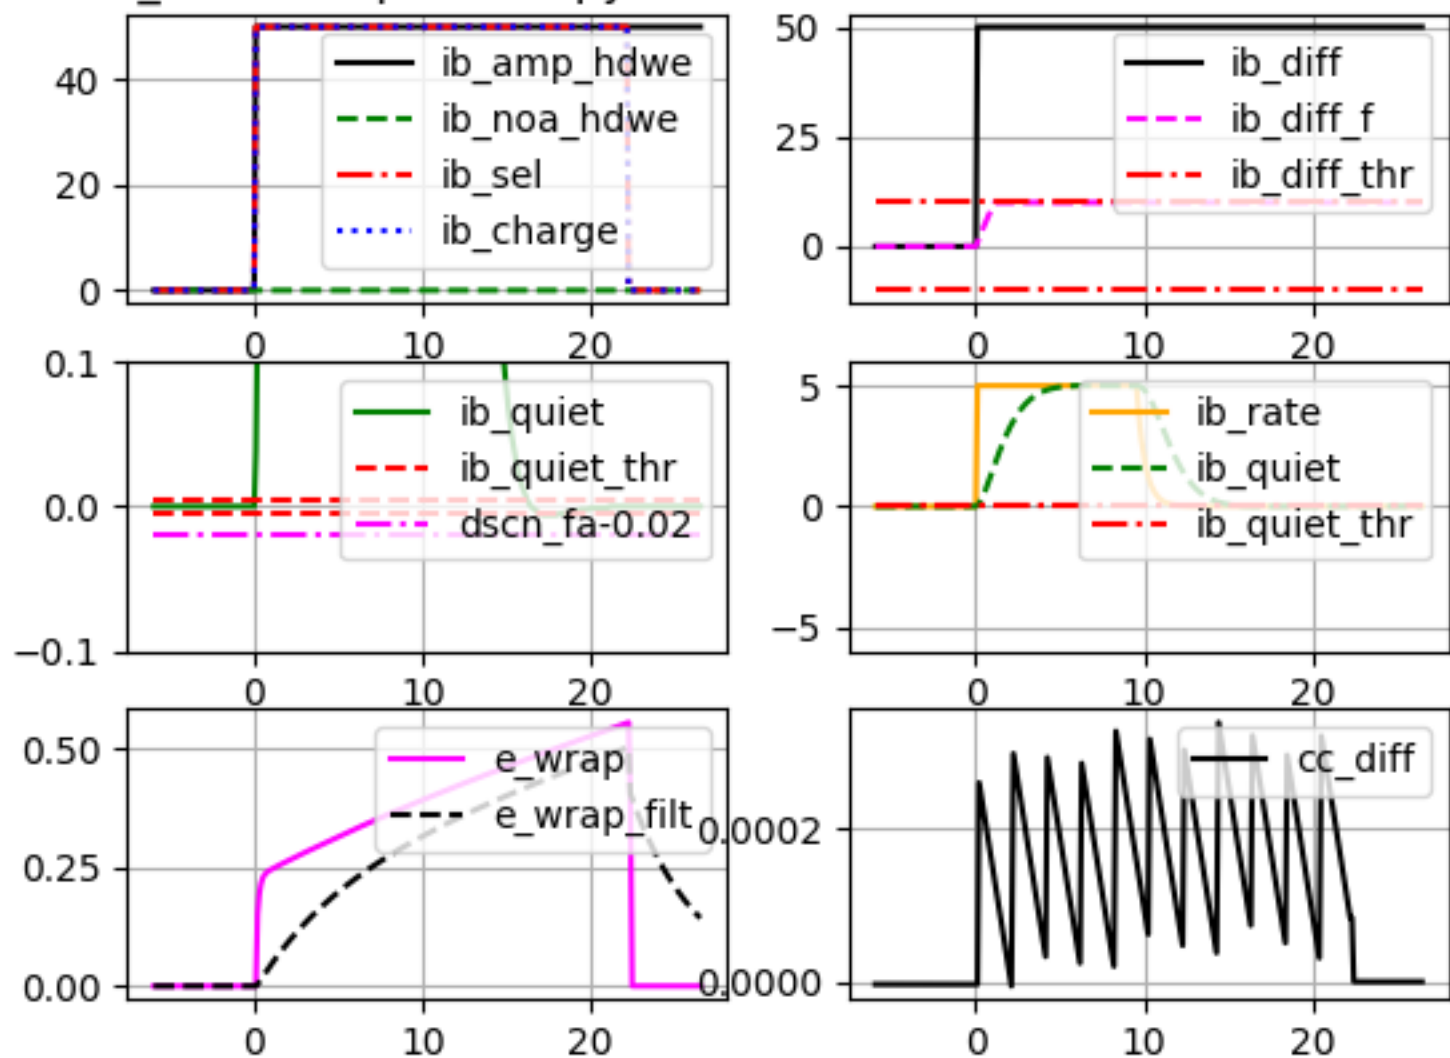 40
20
0
ib_amp_hdwe
ib_noa_hdwe
ib_sel
ib_charge
0 10 20
50
25
0
ib_diff
ib_diff_f
ib_diff_thr
0 10 20
0.1
0.0
−0.1
ib_quiet
ib_quiet_thr
dscn_fa-0.02
0 10 20
5
0
−5
ib_rate
ib_quiet
ib_quiet_thr
0 10 20
0.50
0.25
0.00
e_wrap
e_wrap_filt
0 10 20
0.0002
0.0000
cc_diff
0 10 20